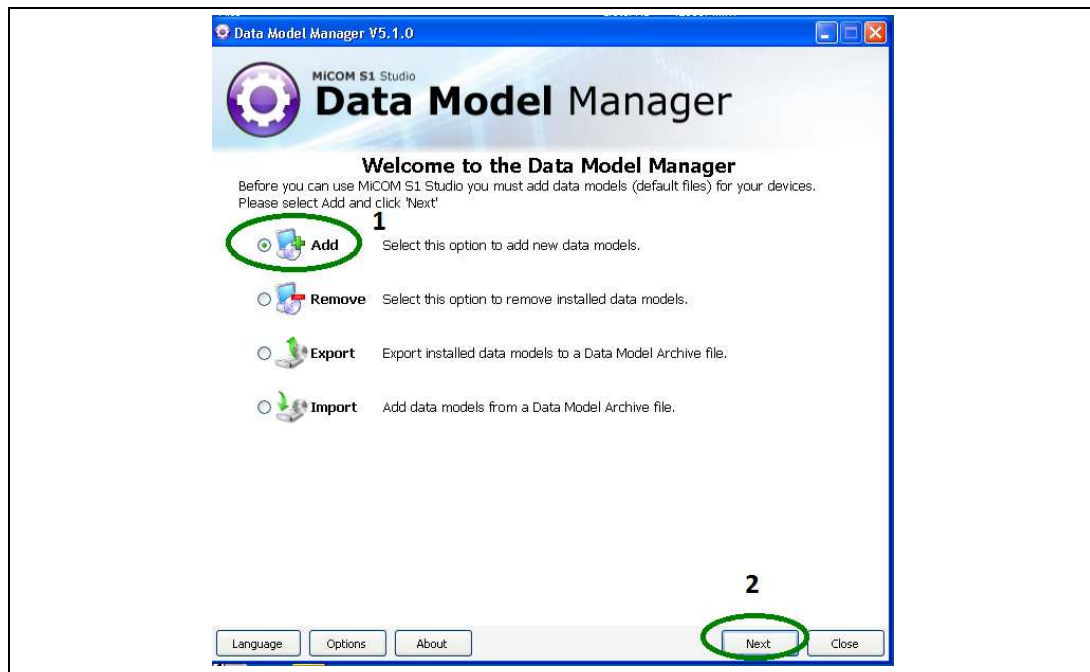 Data Model Manager V5.1.0
MiCOM S1 Studio
Data Model Manager
Welcome to the Data Model Manager
Before you can use MiCOM S1 Studio you must add data models (default files) for your devices.
Please select Add and click 'Next'
1
Add Select this option to add new data models.
Remove Select this option to remove installed data models.
Export Export installed data models to a Data Model Archive file.
Import Add data models from a Data Model Archive file.
2
Language Options About Next Close